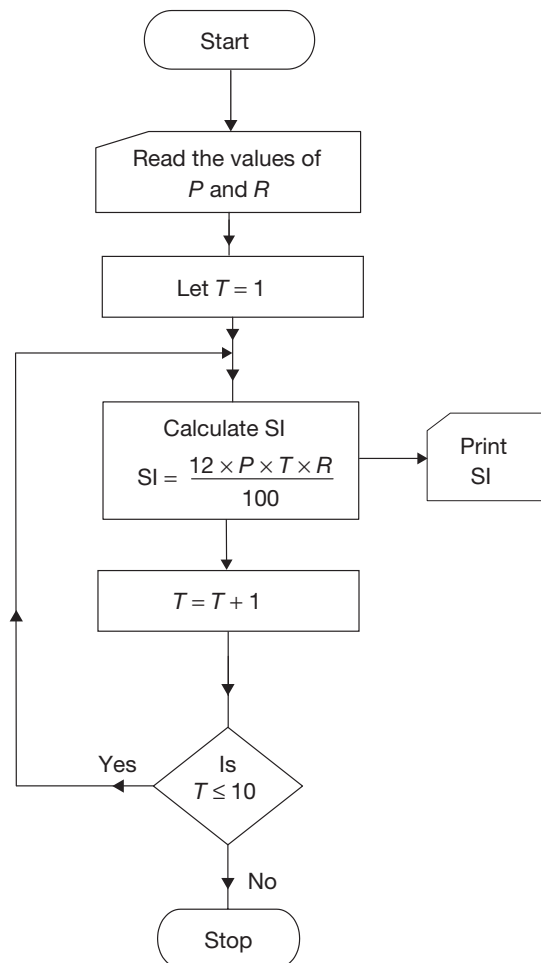 Start
Read the values of
P and R
Let T = 1
Calculate SI
SI = 12 × P × T × R / 100
Print
SI
T = T + 1
Is
T ≤ 10
Yes
No
Stop